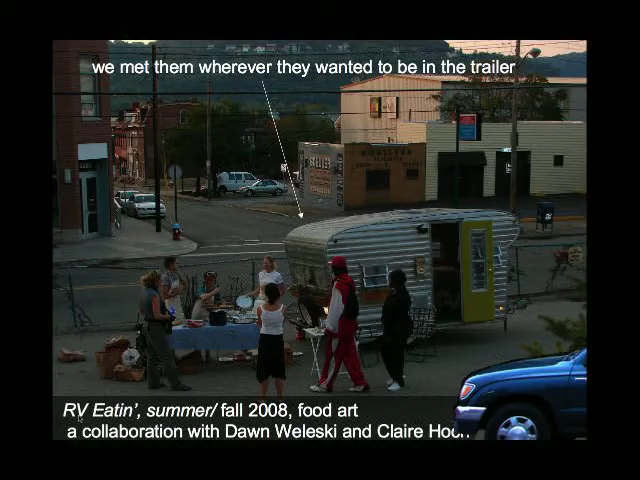 we met them wherever they wanted to be in the trailer
RV Eatin', summer/ fall 2008, food art
a collaboration with Dawn Weleski and Claire